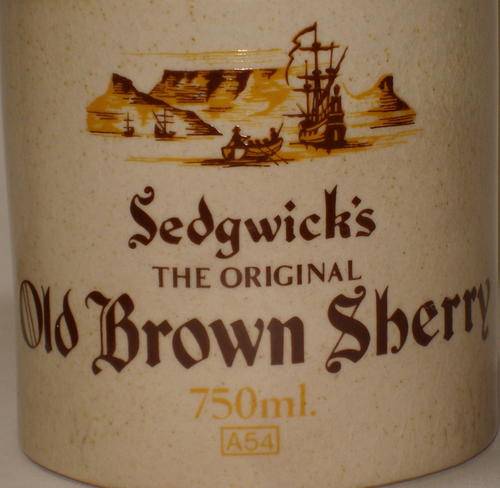 Sedgwick's
THE ORIGINAL
Old Brown Sherry
750ml.
A54